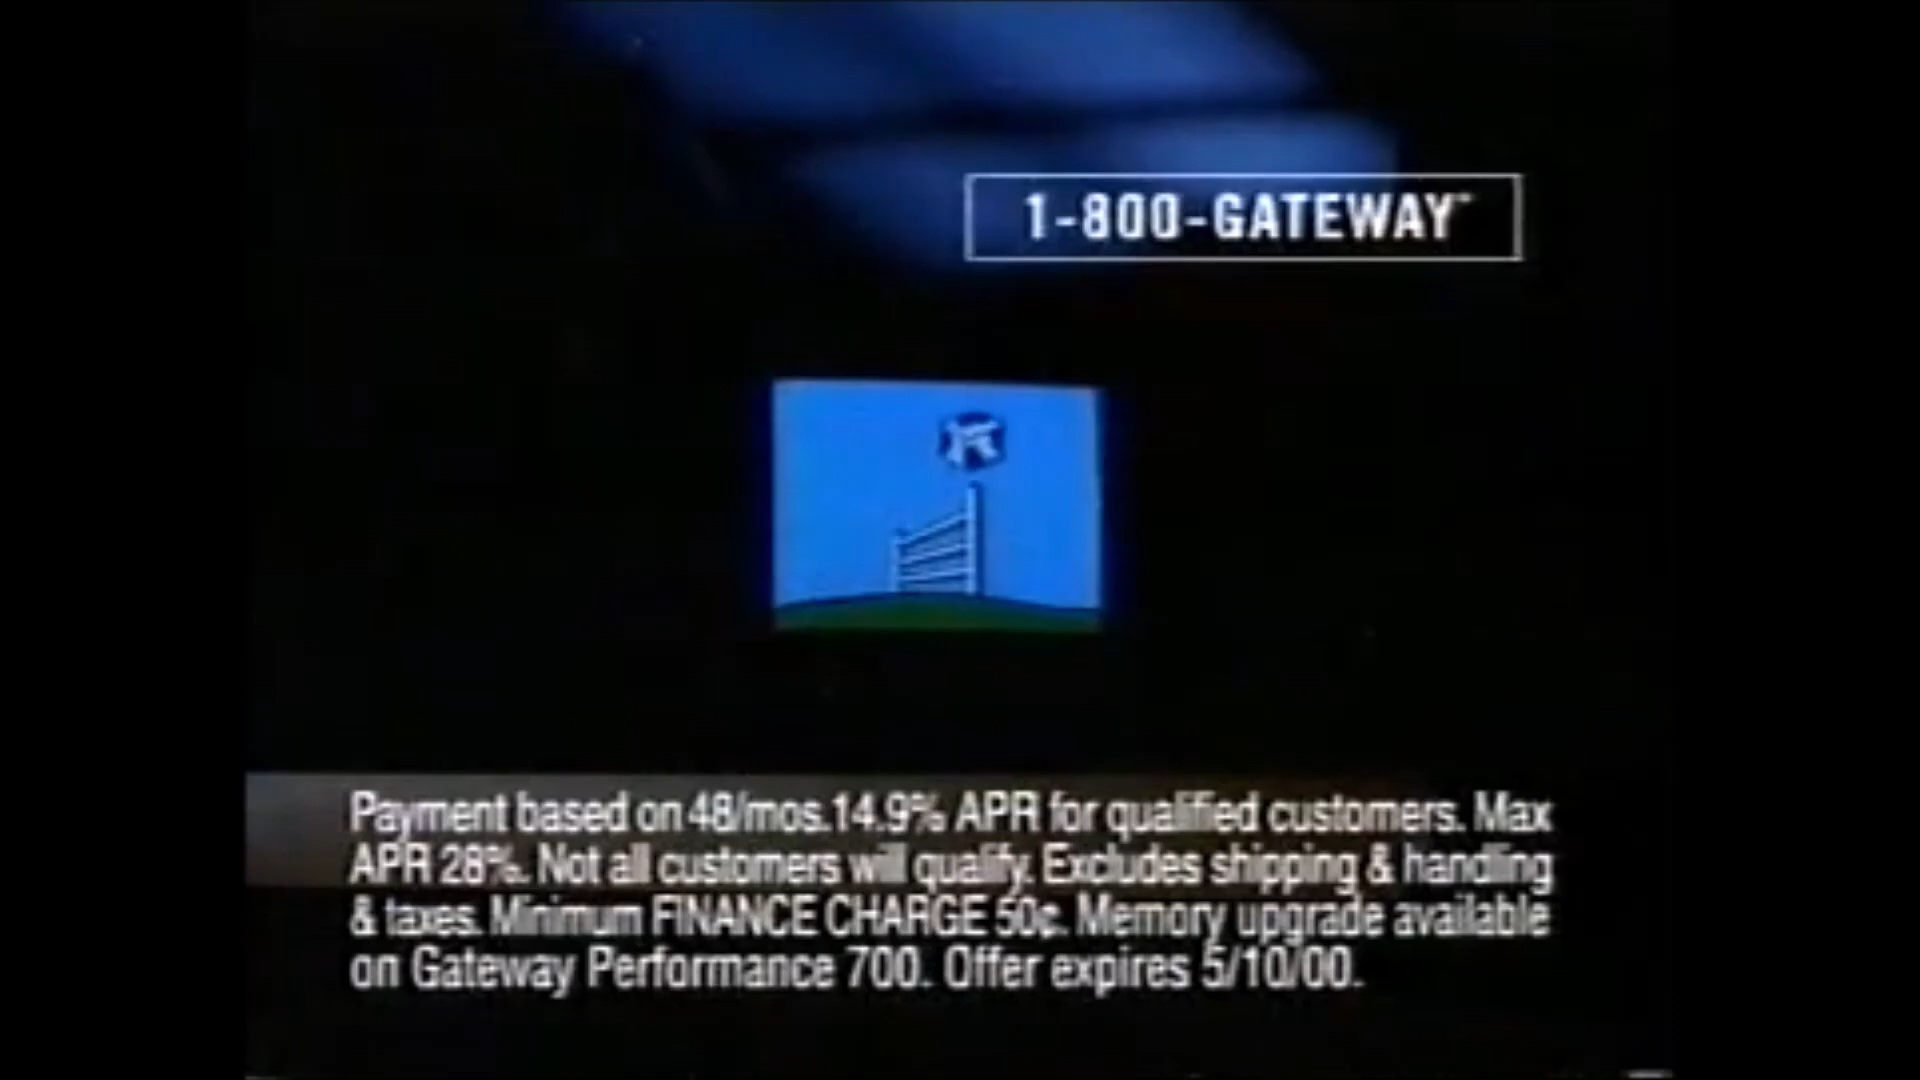 1-800-GATEWAY™
Payment based on 48/mos.14.9% APR for qualified customers. Max
APR 28%. Not all customers will qualify. Excludes shipping & handling
& taxes. Minimum FINANCE CHARGE 50¢. Memory upgrade available
on Gateway Performance 700. Offer expires 5/10/00.